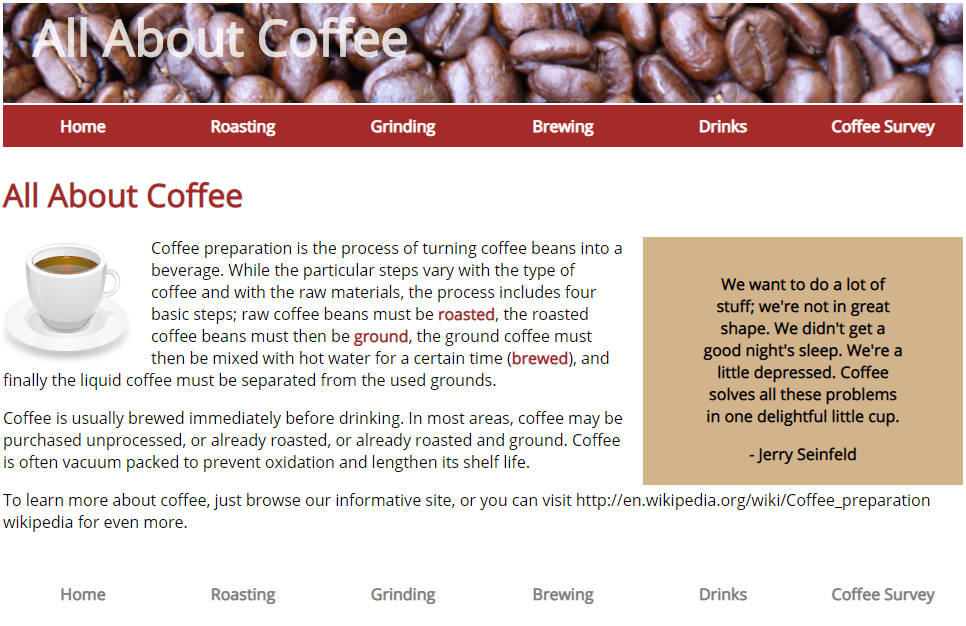 All About Coffee
Home Roasting Grinding Brewing Drinks Coffee Survey
All About Coffee
Coffee preparation is the process of turning coffee beans into a
beverage. While the particular steps vary with the type of
coffee and with the raw materials, the process includes four
basic steps; raw coffee beans must be roasted, the roasted
coffee beans must then be ground, the ground coffee must
then be mixed with hot water for a certain time (brewed), and
finally the liquid coffee must be separated from the used grounds.
Coffee is usually brewed immediately before drinking. In most areas, coffee may be
purchased unprocessed, or already roasted, or already roasted and ground. Coffee
is often vacuum packed to prevent oxidation and lengthen its shelf life.
We want to do a lot of
stuff; we're not in great
shape. We didn't get a
good night's sleep. We're a
little depressed. Coffee
solves all these problems
in one delightful little cup.
- Jerry Seinfeld
To learn more about coffee, just browse our informative site, or you can visit http://en.wikipedia.org/wiki/Coffee_preparation
wikipedia for even more.
Home Roasting Grinding Brewing Drinks Coffee Survey